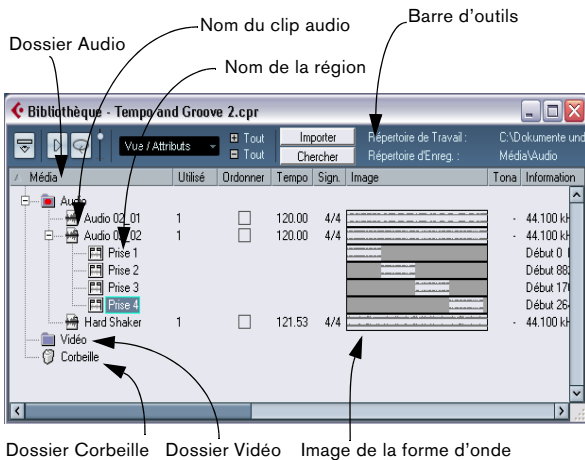 Nom du clip audio
Barre d'outils
Dossier Audio
Nom de la région
Bibliothèque - Tempo and Groove 2.cpr
Vue / Attributs
Tout
Tout
Importer
Chercher
Répertoire de Travail :
C:\Dokumente und
Répertoire d'Enreg. :
Média\Audio
/ Média Utilisé Ordonner Tempo Sign. Image Tona Information
Audio
Audio 02_01 1 120.00 4/4 - 44.100 kH
Audio 02_02 1 120.00 4/4 - 44.100 kH
Prise 1 Début 0
Prise 2 Début 88
Prise 3 Début 17
Prise 4 Début 26
Hard Shaker 1 121.53 4/4 - 44.100 kH
Vidéo
Corbeille
Dossier Corbeille Dossier Vidéo Image de la forme d'onde